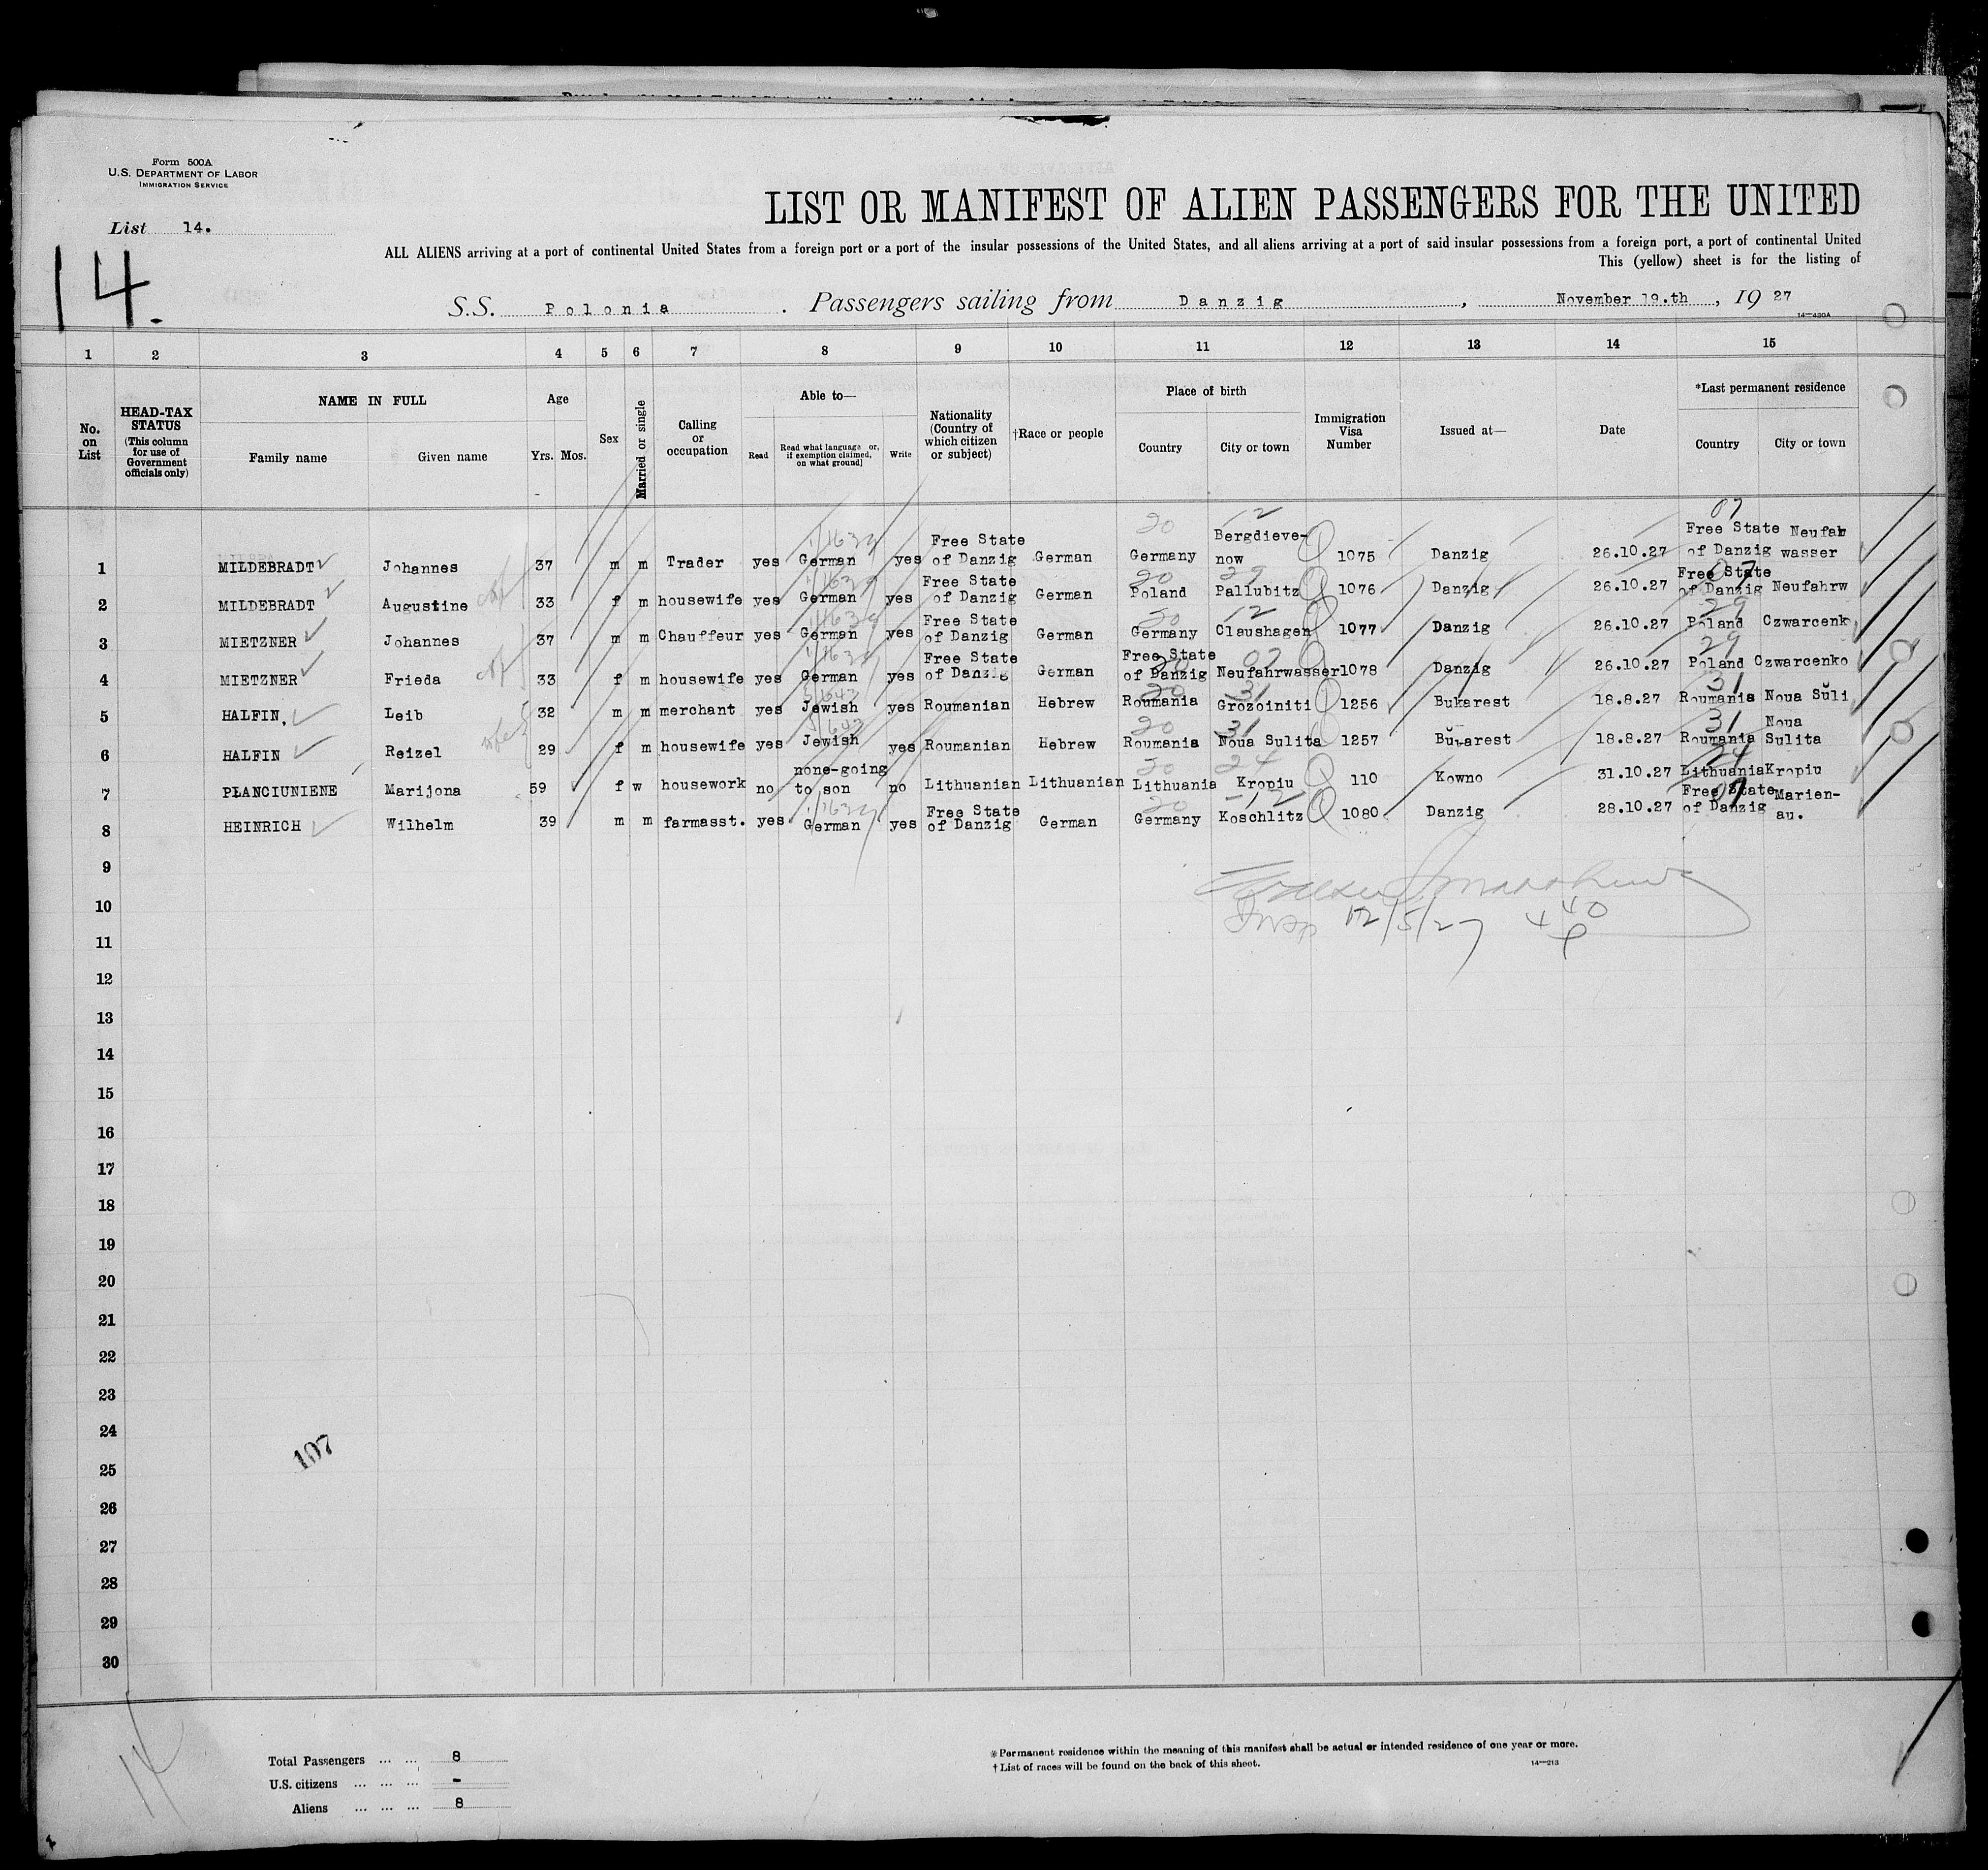 Form 500A
U.S. DEPARTMENT OF LABOR
IMMIGRATION SERVICE
List 14.
14.
LIST OR MANIFEST OF ALIEN PASSENGERS FOR THE UNITED
ALL ALIENS arriving at a port of continental United States from a foreign port or a port of the insular possessions of the United States, and all aliens arriving at a port of said insular possessions from a foreign port, a port of continental United
This (yellow) sheet is for the listing of
S.S. Polonia . Passengers sailing from Danzig , November 19.th , 19 27
14—430A
1 2 3 4 5 6 7 8 9 10 11 12 13 14 15
No. on List
HEAD-TAX STATUS
(This column for use of Government officials only)
NAME IN FULL
Family name Given name
Age
Yrs. Mos.
Sex
Married or single
Calling or occupation
Able to—
Read
Read what language or, if exemption claimed, on what ground
Write
Nationality (Country of which citizen or subject)
†Race or people
Place of birth
Country City or town
Immigration Visa Number
Issued at—
Date
*Last permanent residence
Country City or town
1 MILDEBRADT Johannes 37 m m Trader yes German yes Free State of Danzig German Germany Bergdieve-now 1075 Danzig 26.10.27 Free State of Danzig Neufah wasser
2 MILDEBRADT Augustine 33 f m housewife yes German yes Free State of Danzig German Poland Pallubitz 1076 Danzig 26.10.27 Free State of Danzig Neufahrw
3 MIETZNER Johannes 37 m m Chauffeur yes German yes Free State of Danzig German Germany Claushagen 1077 Danzig 26.10.27 Poland Czwarcenk
4 MIETZNER Frieda 33 f m housewife yes German yes Free State of Danzig German Free State of Danzig Neufahrwasser 1078 Danzig 26.10.27 Poland Czwarcenko
5 HALFIN, Leib 32 m m merchant yes Jewish yes Roumanian Hebrew Roumania Grozoiniti 1256 Bukarest 18.8.27 Roumania Noua Suli
6 HALFIN Reizel 29 f m housewife yes Jewish yes Roumanian Hebrew Roumania Noua Sulita 1257 Bukarest 18.8.27 Roumania Noua Sulita
7 PLANCIUNIENE Marijona 59 f w housework no none-going to son no Lithuanian Lithuanian Lithuania Kropiu 110 Kowno 31.10.27 Lithuania Kropiu
8 HEINRICH Wilhelm 39 m m farmasst. yes German yes Free State of Danzig German Germany Koschlitz 1080 Danzig 28.10.27 Free State of Danzig Marien-au.
9
10
Insp 12/5/27
11
12
13
14
15
16
17
18
19
20
21
22
23
24
107
25
26
27
28
29
30
Total Passengers ... ... 8
U.S. citizens ... ... ... -
Aliens ... ... ... 8
*Permanent residence within the meaning of this manifest shall be actual or intended residence of one year or more.
†List of races will be found on the back of this sheet.
14—213